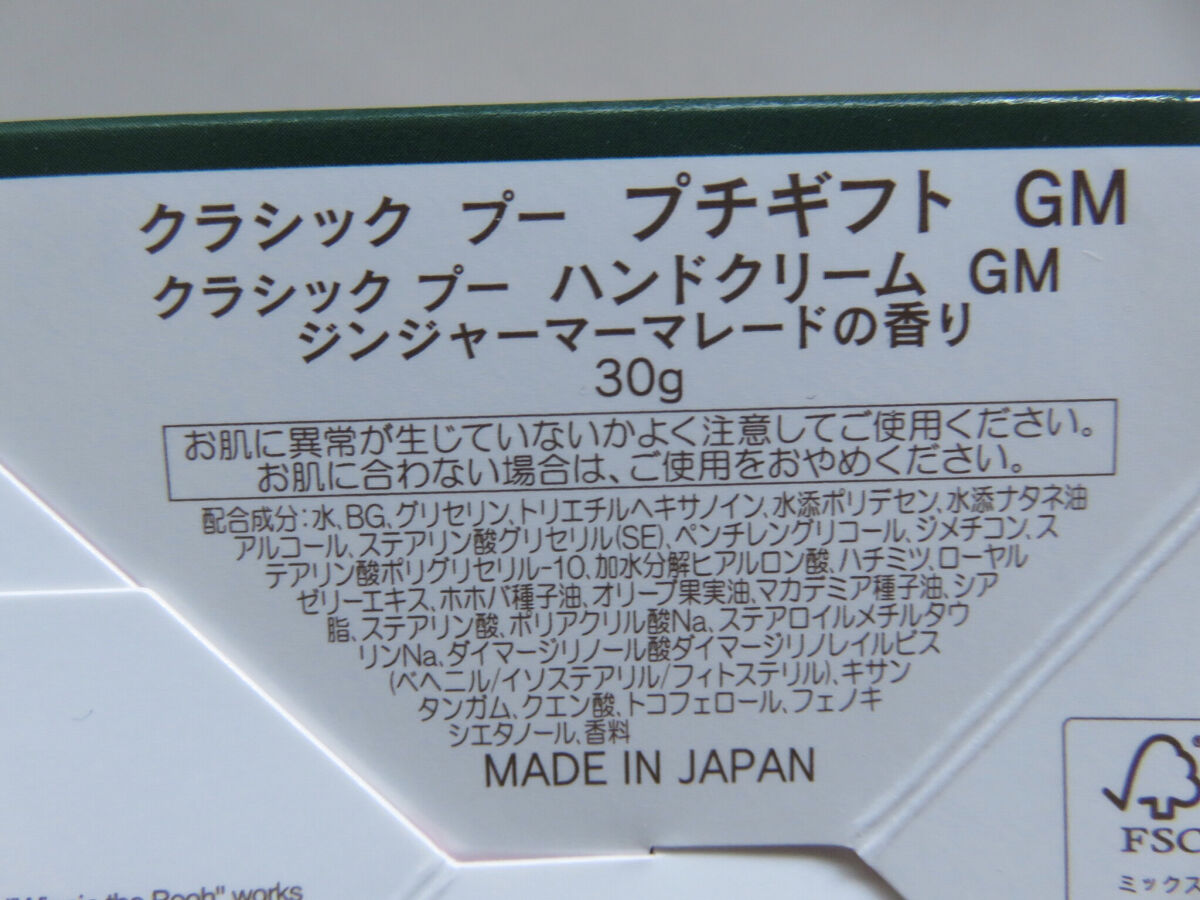 クラシック プー プチギフト GM
クラシック プー ハンドクリーム GM
ジンジャーマーマレードの香り
30g
お肌に異常が生じていないかよく注意してご使用ください。
お肌に合わない場合は、ご使用をおやめください。
配合成分:水、BG、グリセリン、トリエチルヘキサノイン、水添ポリデセン、水添ナタネ油
アルコール、ステアリン酸グリセリル(SE)、ペンチレングリコール、ジメチコン、ス
テアリン酸ポリグリセリル-10、加水分解ヒアルロン酸、ハチミツ、ローヤル
ゼリーエキス、ホホバ種子油、オリーブ果実油、マカデミア種子油、シア
脂、ステアリン酸、ポリアクリル酸Na、ステアロイルメチルタウ
リンNa、ダイマージリノール酸ダイマージリノレイルビス
(ベヘニル/イソステアリル/フィトステリル)、キサン
タンガム、クエン酸、トコフェロール、フェノキ
シエタノール、香料
MADE IN JAPAN
FSC
ミックス
the Pooh" works